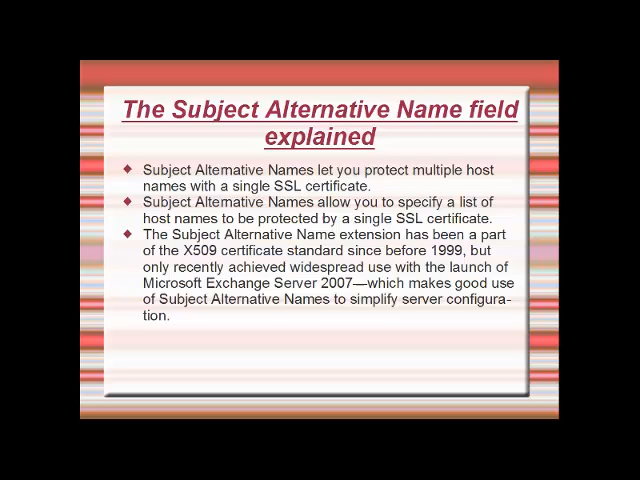 The Subject Alternative Name field
explained
Subject Alternative Names let you protect multiple host
names with a single SSL certificate.
Subject Alternative Names allow you to specify a list of
host names to be protected by a single SSL certificate.
The Subject Alternative Name extension has been a part
of the X509 certificate standard since before 1999, but
only recently achieved widespread use with the launch of
Microsoft Exchange Server 2007—which makes good use
of Subject Alternative Names to simplify server configura-
tion.